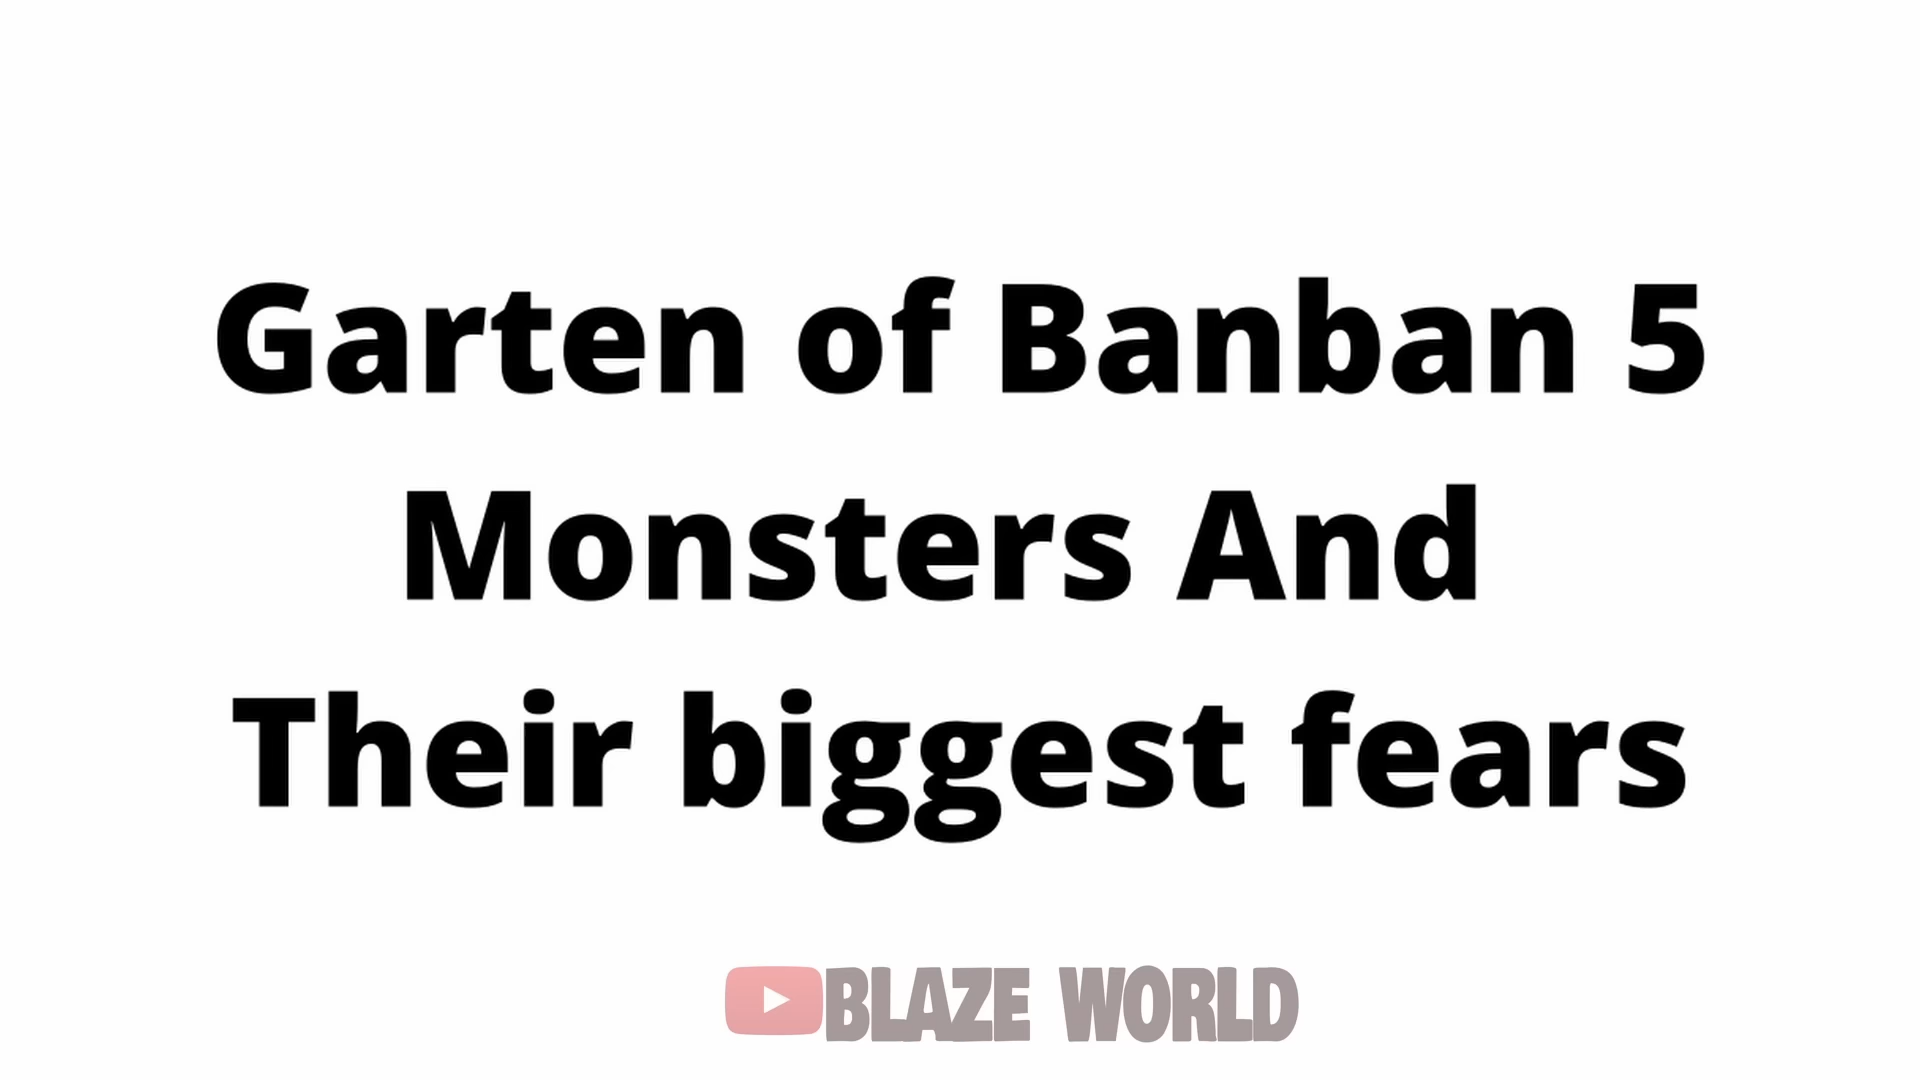 Garten of Banban 5
Monsters And
Their biggest fears
BLAZE WORLD